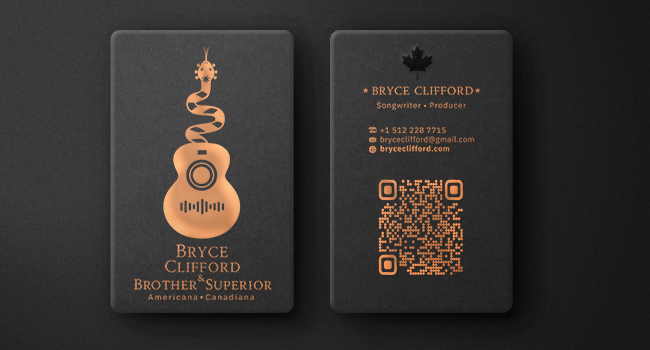 BRYCE
CLIFFORD
&
BROTHER SUPERIOR
Americana • Canadiana
★ BRYCE CLIFFORD ★
Songwriter • Producer
+1 512 228 7715
bryceclifford@gmail.com
bryceclifford.com